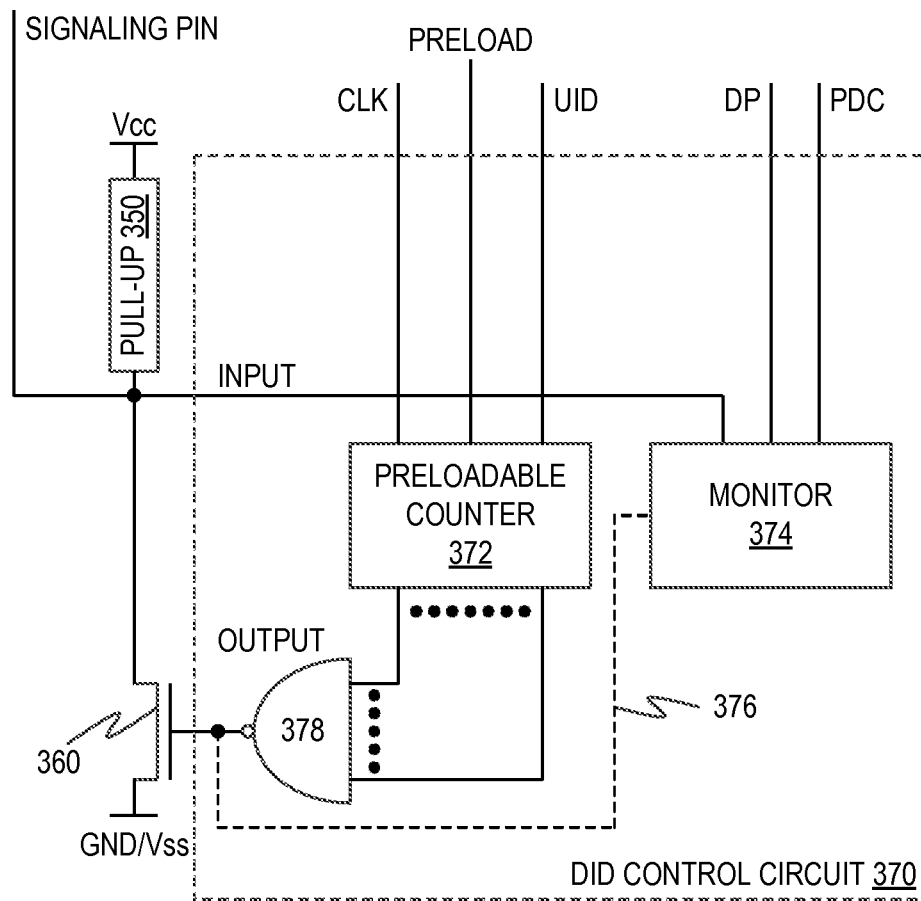 SIGNALING PIN
PRELOAD
CLK
UID
DP
PDC
Vcc
PULL-UP 350
INPUT
PRELOADABLE
COUNTER
372
MONITOR
374
OUTPUT
378
376
360
GND/Vss
DID CONTROL CIRCUIT 370